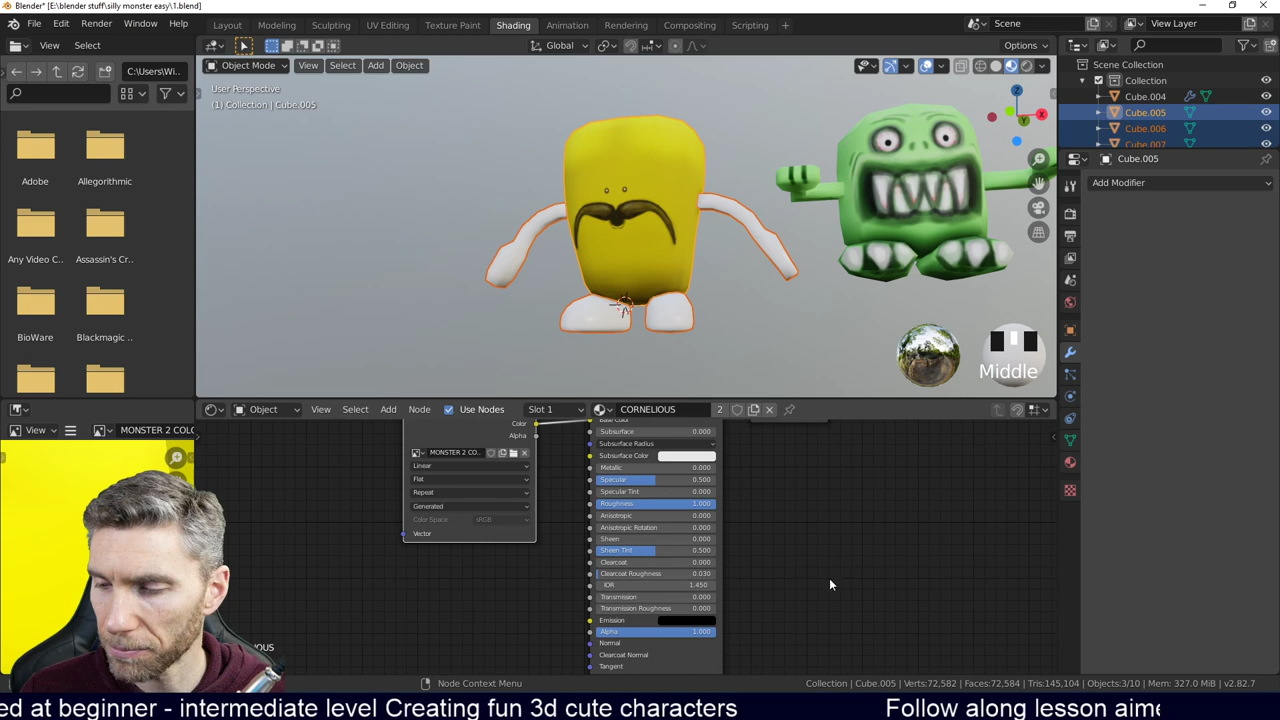 Blender* [E:\blender stuff\silly monster easy\1.blend]
File Edit Render Window Help Layout Modeling Sculpting UV Editing Texture Paint Shading Animation Rendering Compositing Scripting + Scene View Layer
View Select Global Options
C:\Users\Wi... Object Mode View Select Add Object Scene Collection
Collection
User Perspective
(1) Collection | Cube.005
Cube.004
Cube.005
Cube.006
Cube.007
Cube.005
Adobe Allegorithmic
Add Modifier
Any Video C... Assassin's Cr...
BioWare Blackmagic ..
X
Y
Z
Middle
View MONSTER 2 COLO
Object View Select Add Node Use Nodes Slot 1 CORNELIOUS 2
Color
Alpha
MONSTER 2 CO..
Linear
Flat
Repeat
Generated
Color Space sRGB
Vector
Base Color
Subsurface 0.000
Subsurface Radius
Subsurface Color
Metallic 0.000
Specular 0.500
Specular Tint 0.000
Roughness 1.000
Anisotropic 0.000
Anisotropic Rotation 0.000
Sheen 0.000
Sheen Tint 0.500
Clearcoat 0.000
Clearcoat Roughness 0.030
IOR 1.450
Transmission 0.000
Transmission Roughness 0.000
Emission
Alpha 1.000
Normal
Clearcoat Normal
Tangent
IOUS
Node Context Menu
Collection | Cube.005 | Verts:72,582 | Faces:72,584 | Tris:145,104 | Objects:3/10 | Mem: 327.0 MiB | v2.82.7
ed at beginner - intermediate level Creating fun 3d cute characters Follow along lesson aime